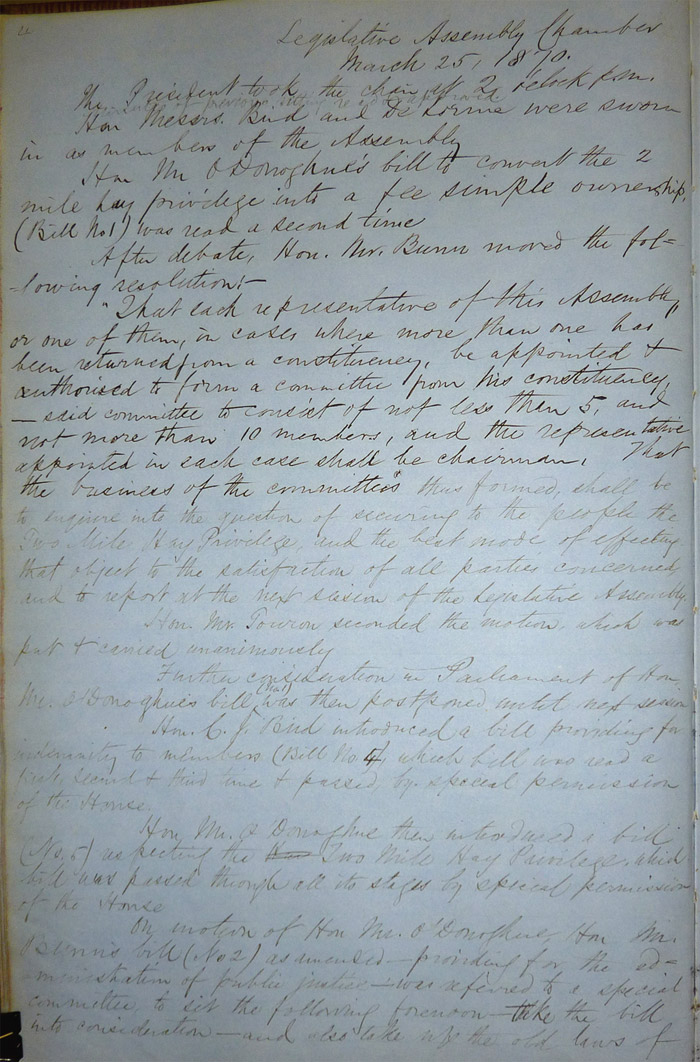 Legislative Assembly Chamber
March 25, 1870.
The President took the chair at 2 o'clock p.m.
Minutes of previous sitting read & approved
Hon Messrs. Bird and De Lorme were sworn
in as members of the Assembly
Hon Mr O'Donoghue's bill to convert the 2
mile hay privilege into a fee simple ownership,
(Bill No 1) was read a second time
After debate, Hon. Mr. Bunn moved the fol=
-lowing resolution:-
"That each representative of this Assembly,
or one of them, in cases where more than one has
been returned from a constituency, be appointed &
authorised to form a committee from his constituency,
- said committee to consist of not less than 5, and
not more than 10 members, and the representative
appointed in each case shall be chairman. That
the business of the committees thus formed, shall be
to enquire into the question of securing to the people the
Two Mile Hay Privilege, and the best mode of effecting
that object to the satisfaction of all parties concerned
and to report at the next session of the Legislative Assembly
Hon. Mr. Touron seconded the motion, which was
put & carried unanimously
Further consideration in Parliament of Hon.
Mr. O'Donoghue's bill (No 1) was then postponed until next session
Hon. C. J. Bird introduced a bill providing for
indemnity to members (Bill No. 4), which bill was read a
first, second & third time & passed by special permission
of the House.
Hon. Mr. O'Donoghue then introduced a bill
(No. 5) respecting the Two Mile Hay Privilege, which
bill was passed through all its stages by special permission
of the House
On motion of Hon Mr. O'Donoghue, Hon Mr.
Bunn's bill (No 2) as amended - providing for the ad=
-ministration of public justice - was referred to a special
committee, to sit the following forenoon - take the bill
into consideration - and also take up the old laws of